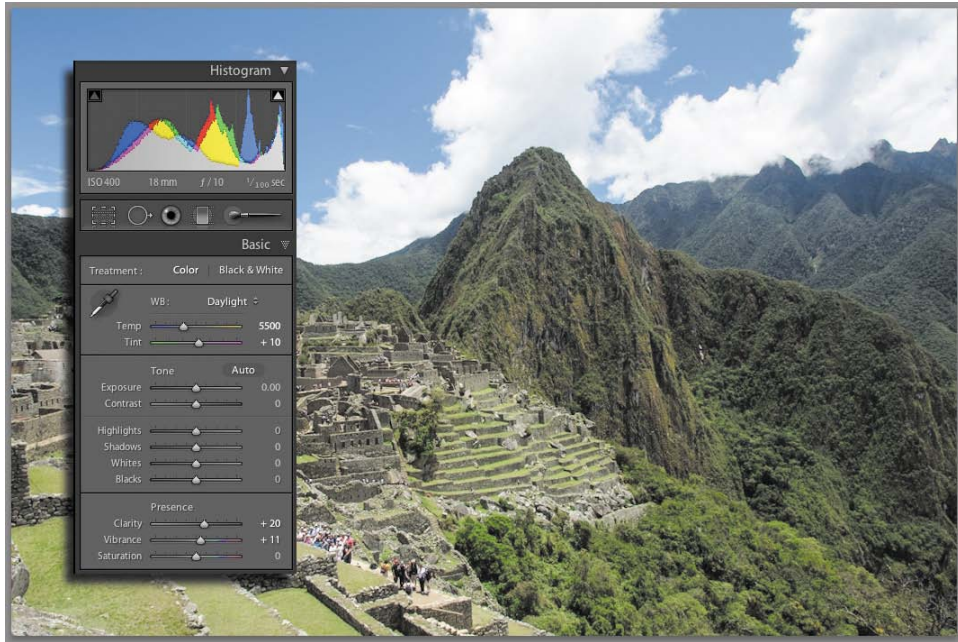 Histogram
ISO 400 18 mm ƒ / 10 1/100 sec
Basic
Treatment : Color Black & White
WB : Daylight
Temp 5500
Tint + 10
Tone Auto
Exposure 0.00
Contrast 0
Highlights 0
Shadows 0
Whites 0
Blacks 0
Presence
Clarity + 20
Vibrance + 11
Saturation 0